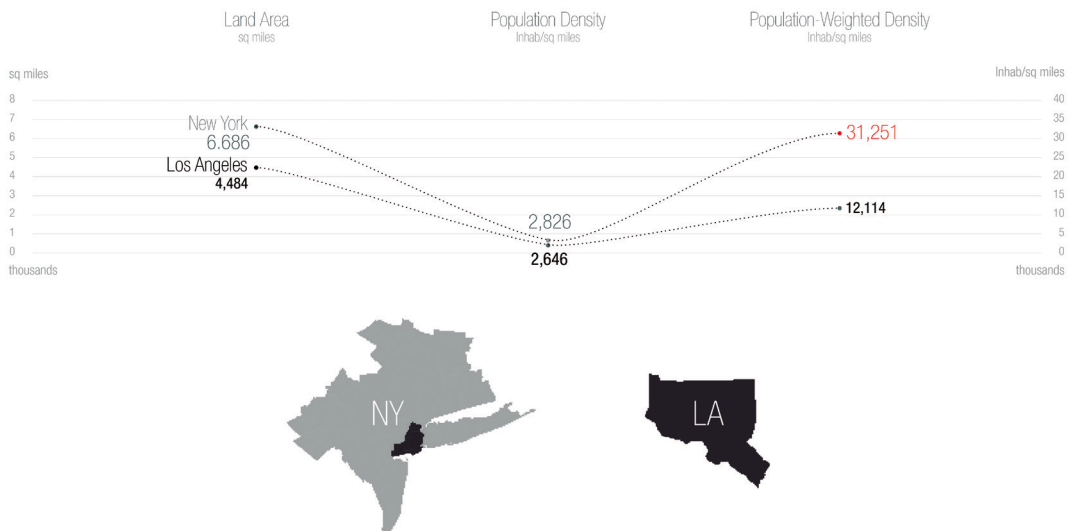 Land Area
sq miles
Population Density
Inhab/sq miles
Population-Weighted Density
Inhab/sq miles
sq miles
Inhab/sq miles
8
7
6
5
4
3
2
1
0
thousands
New York
6.686
Los Angeles
4,484
2,826
2,646
31,251
12,114
40
35
30
25
20
15
10
5
0
thousands
NY
LA